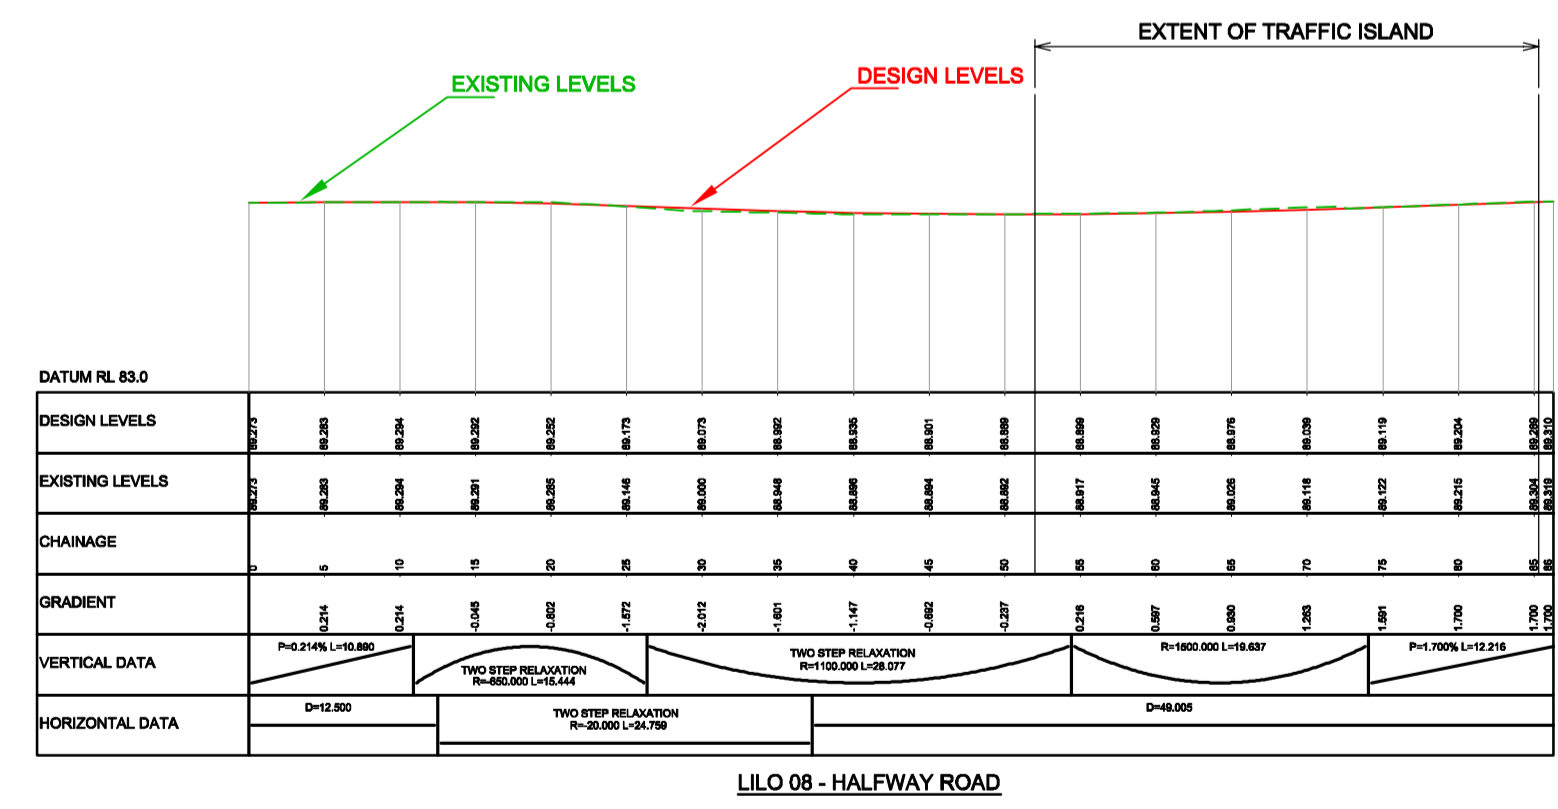 EXTENT OF TRAFFIC ISLAND
EXISTING LEVELS
DESIGN LEVELS
DATUM RL 83.0
DESIGN LEVELS 89.273 89.283 89.294 89.292 89.252 89.173 89.073 88.992 88.935 88.901 88.889 88.899 88.929 88.976 89.039 89.119 89.204 89.289 89.310
EXISTING LEVELS 89.273 89.283 89.294 89.291 89.285 89.146 89.000 88.948 88.896 88.894 88.892 88.917 88.945 89.026 89.118 89.122 89.215 89.304 89.319
CHAINAGE 0 5 10 15 20 25 30 35 40 45 50 55 60 65 70 75 80 85 86
GRADIENT 0.214 0.214 -0.045 -0.802 -1.572 -2.012 -1.601 -1.147 -0.692 -0.237 0.216 0.597 0.930 1.263 1.591 1.700 1.700 1.700
VERTICAL DATA
P=0.214% L=10.890
TWO STEP RELAXATION
R=-650.000 L=15.444
TWO STEP RELAXATION
R=1100.000 L=28.077
R=1500.000 L=19.637
P=1.700% L=12.216
HORIZONTAL DATA
D=12.500
TWO STEP RELAXATION
R=-20.000 L=24.759
D=49.005
LILO 08 - HALFWAY ROAD